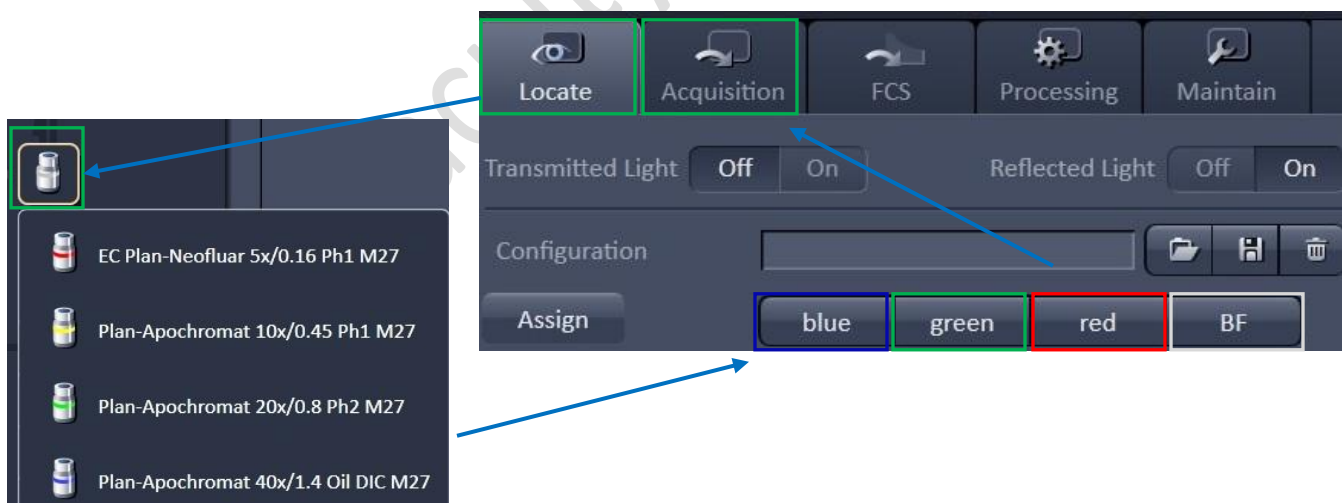 Locate Acquisition FCS Processing Maintain
Transmitted Light Off On Reflected Light Off On
Configuration
Assign blue green red BF
EC Plan-Neofluar 5x/0.16 Ph1 M27
Plan-Apochromat 10x/0.45 Ph1 M27
Plan-Apochromat 20x/0.8 Ph2 M27
Plan-Apochromat 40x/1.4 Oil DIC M27